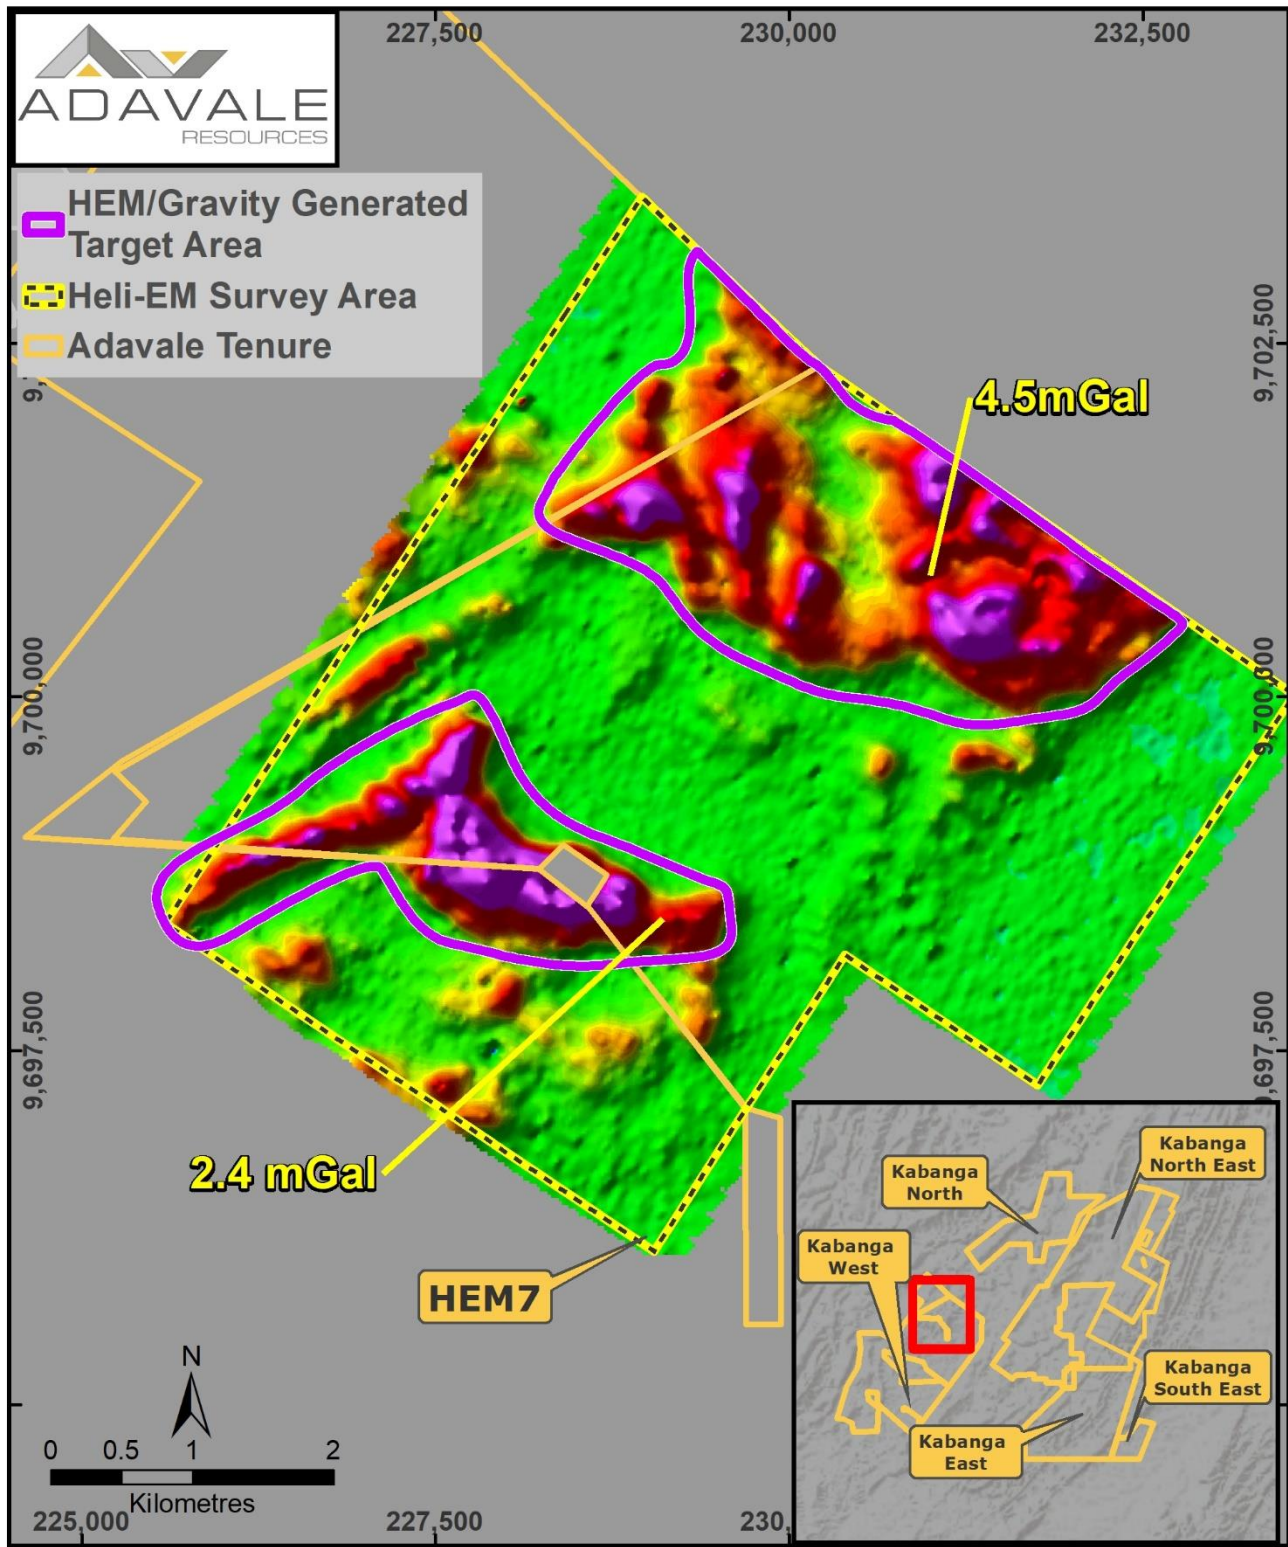 227,500
230,000
232,500
ADAVALE
RESOURCES
HEM/Gravity Generated
Target Area
Heli-EM Survey Area
Adavale Tenure
9,702,500
4.5mGal
9,700,000
9,700,000
9,697,500
2.4 mGal
HEM7
N
0 0.5 1 2
Kilometres
225,000
227,500
Kabanga
North East
Kabanga
North
Kabanga
West
Kabanga
South East
Kabanga
East